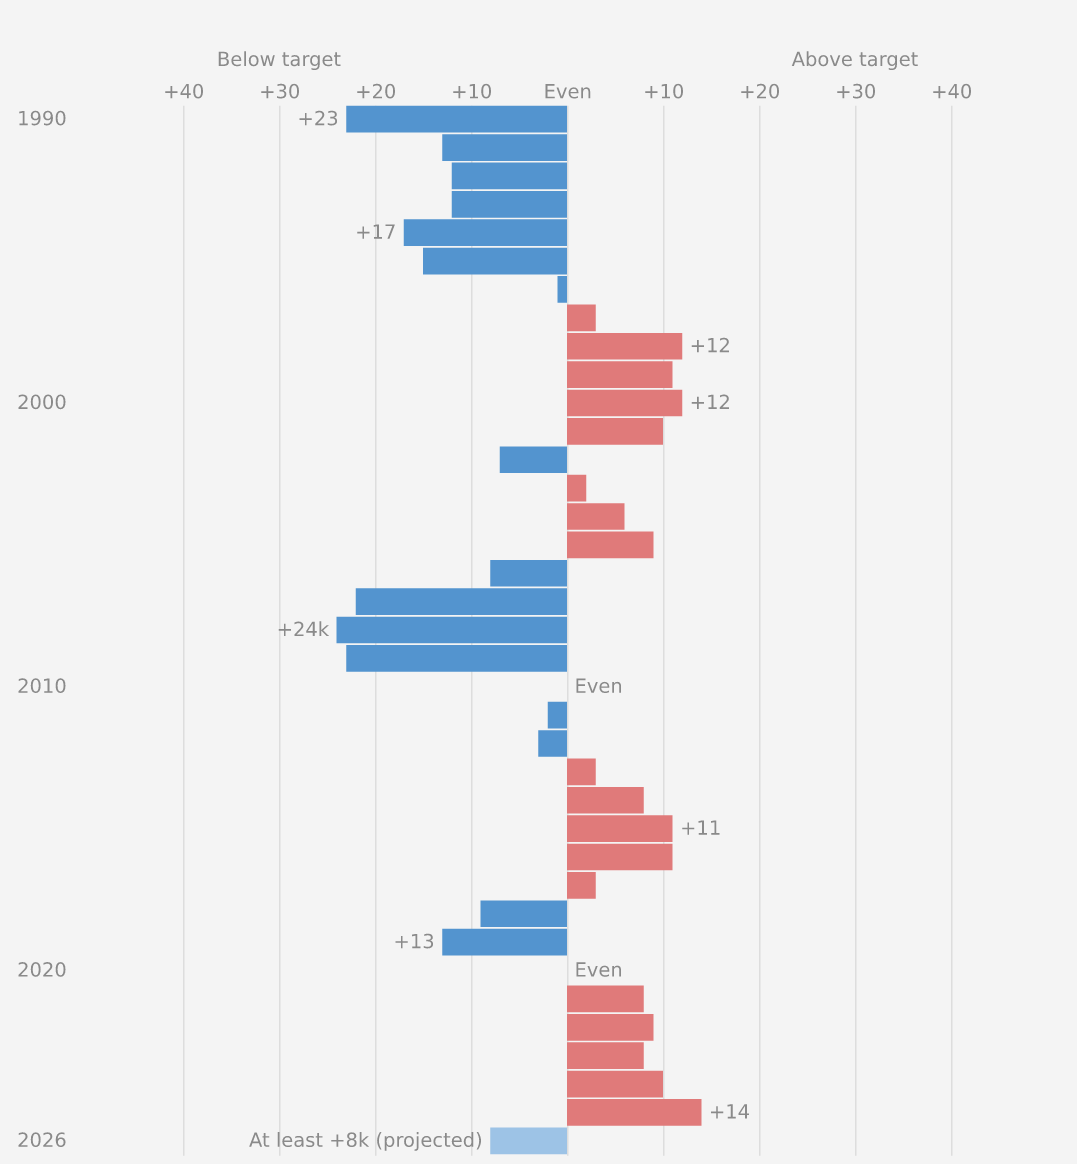 Below target Above target
+40 +30 +20 +10 Even +10 +20 +30 +40
1990 +23
+17
+12
2000 +12
+24k
2010 Even
+11
+13
2020 Even
+14
2026 At least +8k (projected)